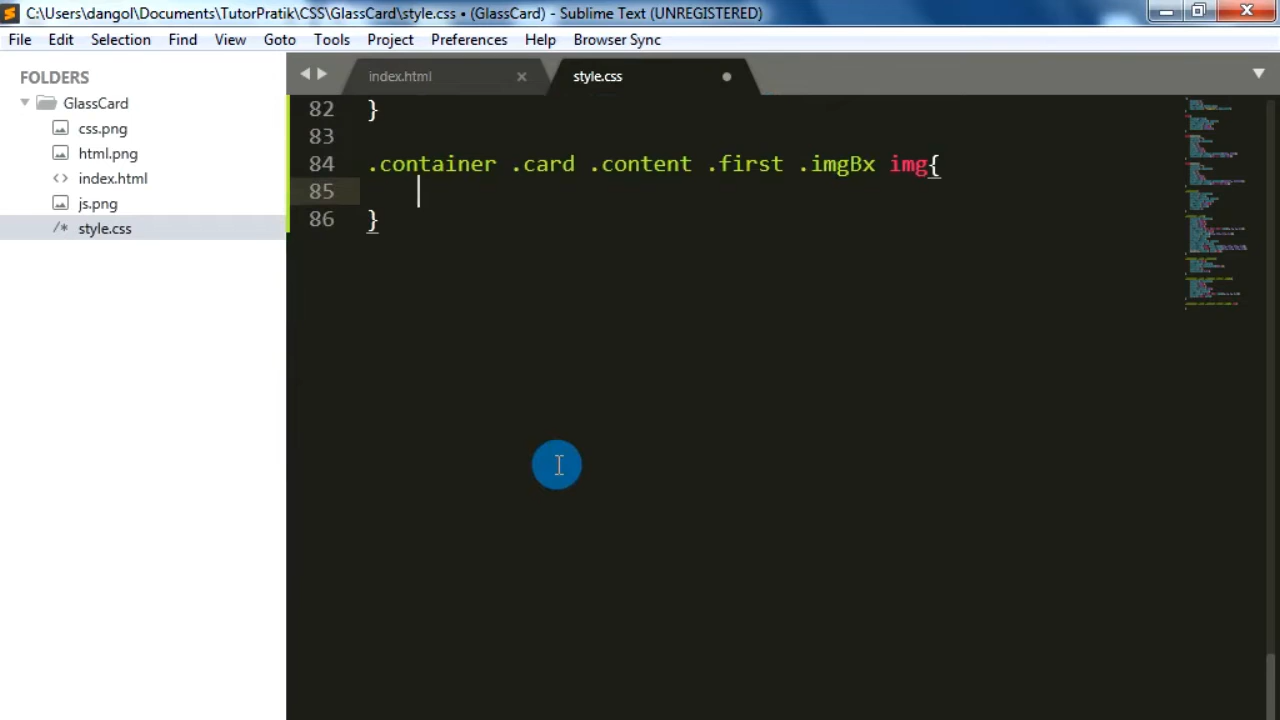 C:\Users\dangol\Documents\TutorPratik\CSS\GlassCard\style.css • (GlassCard) - Sublime Text (UNREGISTERED)
File Edit Selection Find View Goto Tools Project Preferences Help Browser Sync
FOLDERS
GlassCard
css.png
html.png
<> index.html
js.png
/* style.css
index.html × style.css
82 }
83
84 .container .card .content .first .imgBx img{
85
86 }